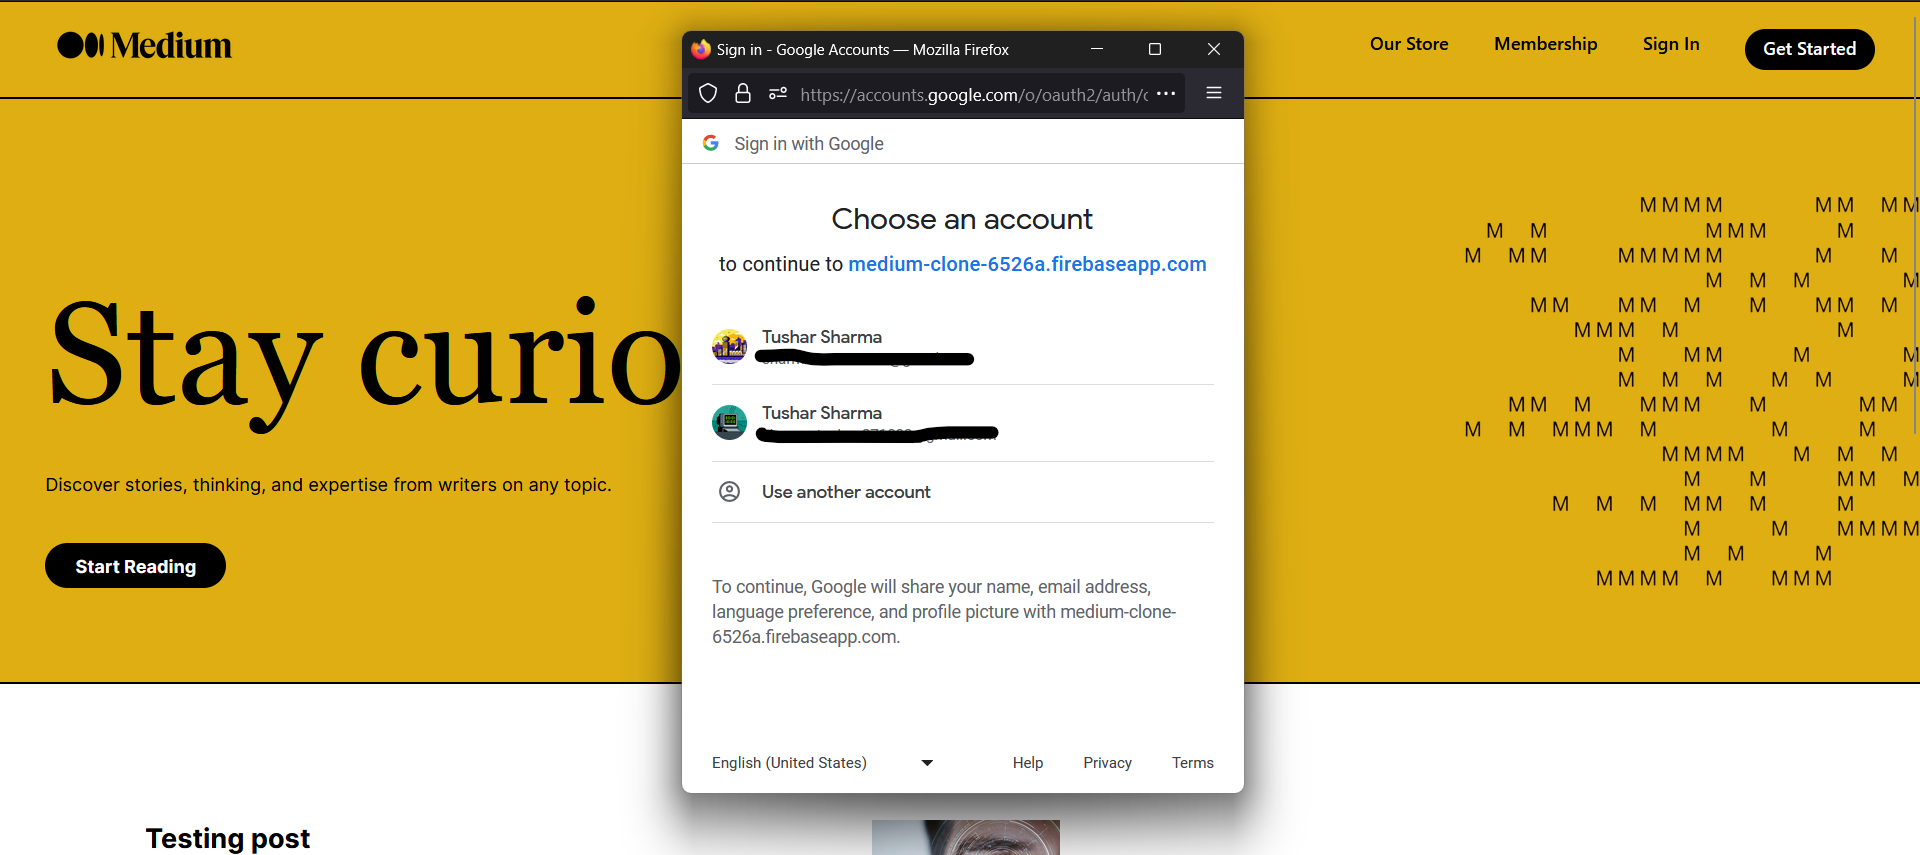 Medium
Our Store
Membership
Sign In
Get Started
Stay curio
Discover stories, thinking, and expertise from writers on any topic.
Start Reading
Sign in - Google Accounts — Mozilla Firefox
https://accounts.google.com/o/oauth2/auth/
Sign in with Google
Choose an account
to continue to medium-clone-6526a.firebaseapp.com
Tushar Sharma
Tushar Sharma
Use another account
To continue, Google will share your name, email address,
language preference, and profile picture with medium-clone-
6526a.firebaseapp.com.
English (United States)
Help
Privacy
Terms
M M M M M M M M
M M M M M M
M M M M M M M M M M
M M M M
M M M M M M M M M
M M M M M
M M M M M
M M M M M M
M M M M M M M M M
M M M M M M M M
M M M M M M M
M M M M M
M M M M M M M
M M M M M M
M M M
M M M M M M M M
Testing post